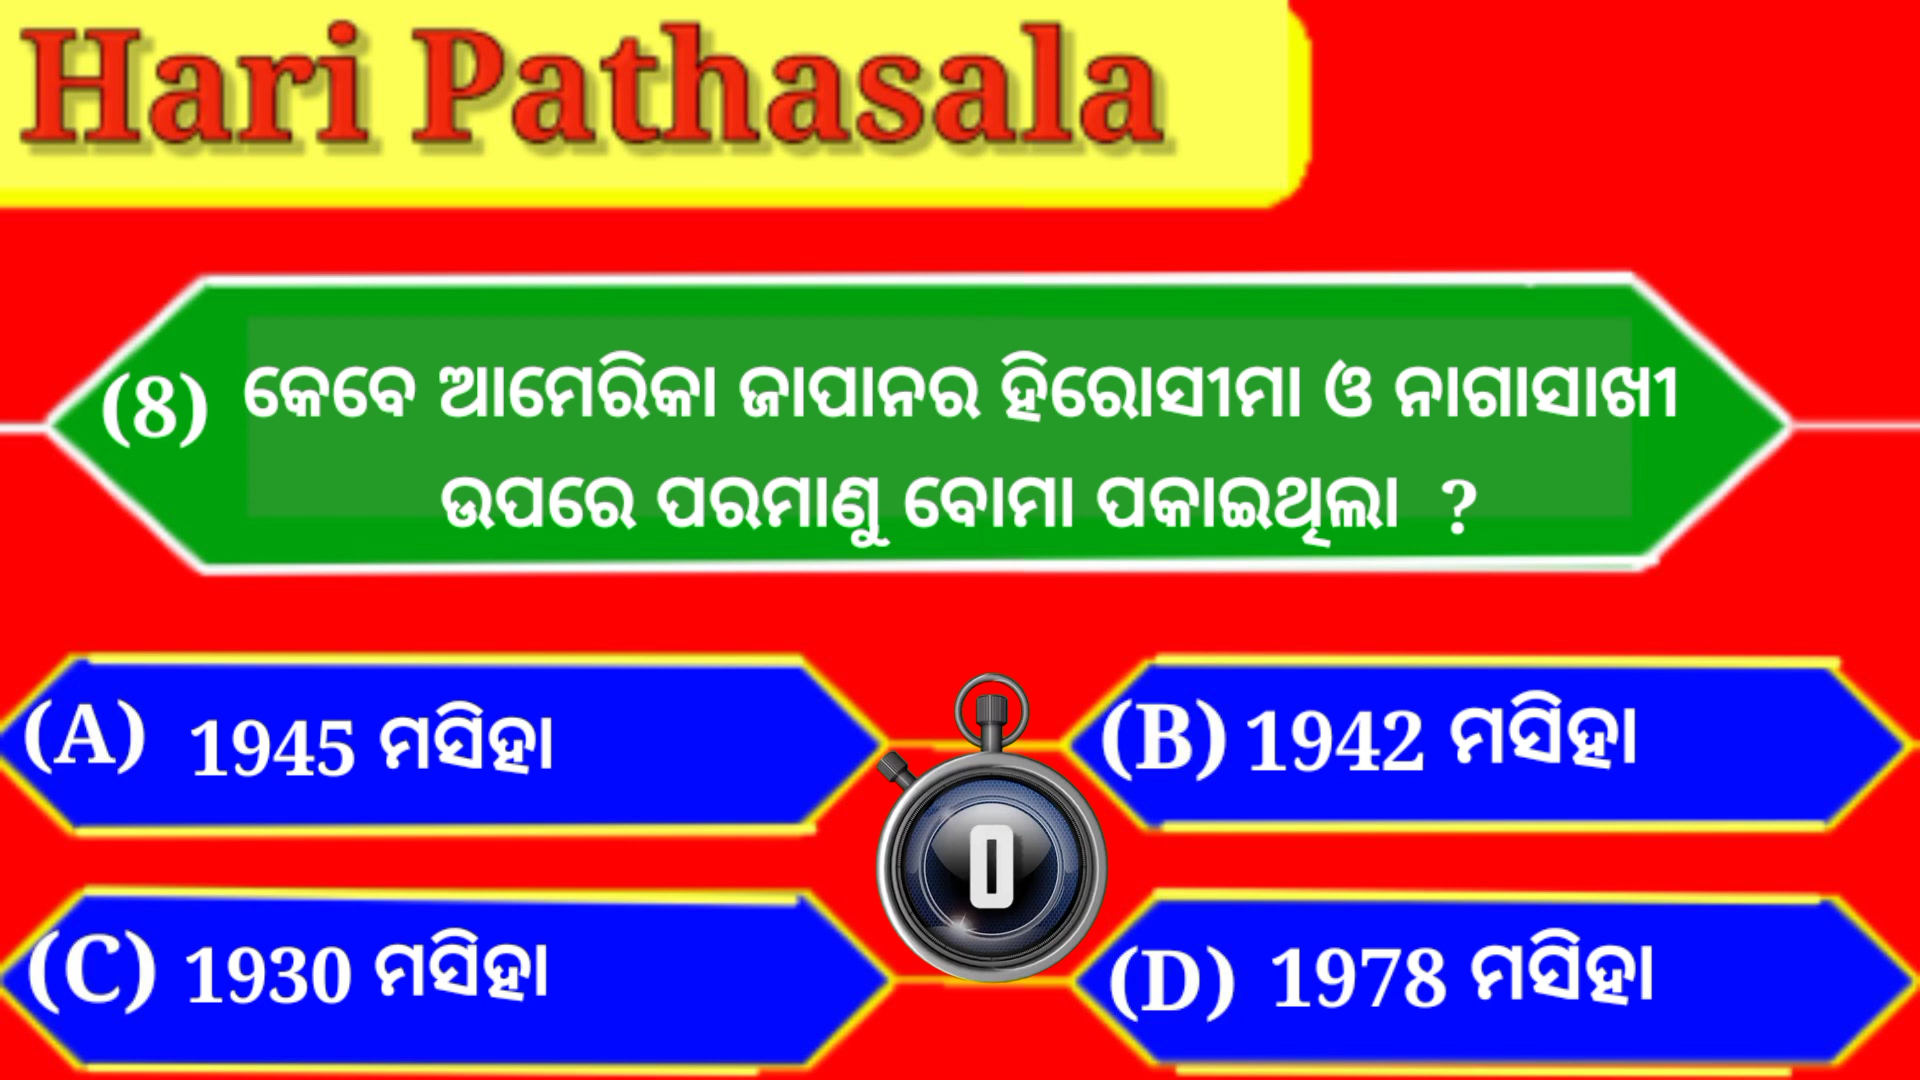 Hari Pathasala
(8) କେବେ ଆମେରିକା ଜାପାନର ହିରୋସୀମା ଓ ନାଗାସାଖୀ
ଉପରେ ପରମାଣୁ ବୋମା ପକାଇଥିଲା ?
(A) 1945 ମସିହା
(B) 1942 ମସିହା
0
(C) 1930 ମସିହା
(D) 1978 ମସିହା